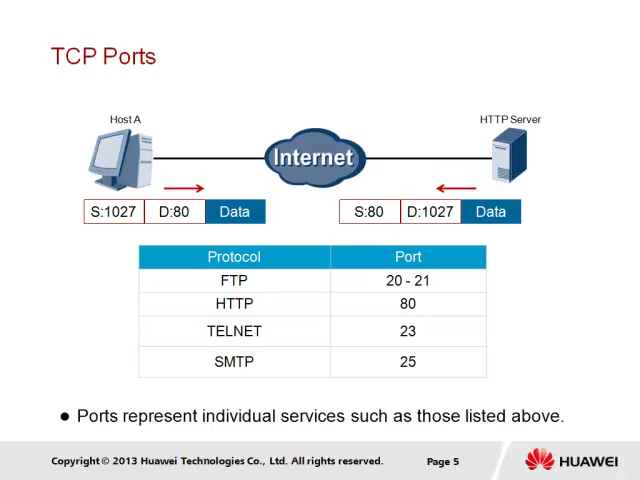 TCP Ports
Host A
HTTP Server
Internet
S:1027 D:80 Data
S:80 D:1027 Data
Protocol Port
FTP 20 - 21
HTTP 80
TELNET 23
SMTP 25
● Ports represent individual services such as those listed above.
Copyright © 2013 Huawei Technologies Co., Ltd. All rights reserved.
Page 5
HUAWEI